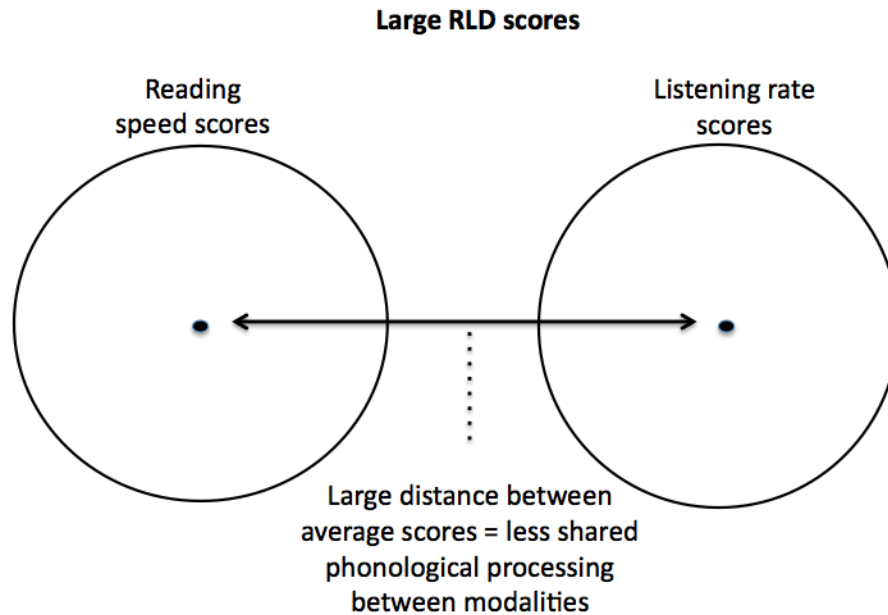 Large RLD scores
Reading
speed scores
Listening rate
scores
Large distance between
average scores = less shared
phonological processing
between modalities